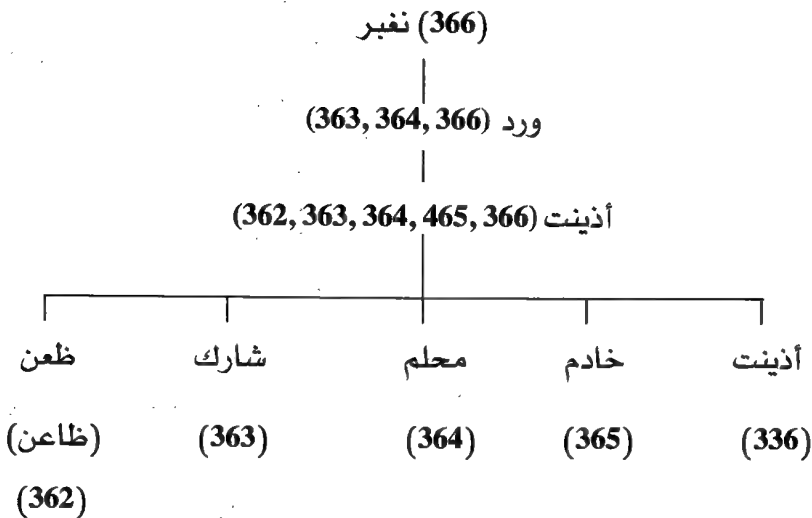 نفبر (366)
ورد (363, 364, 366)
أذينت (362, 363, 364, 465, 366)
أذينت خادم محلم شارك ظعن
(336) (365) (364) (363) (ظاعن)
(362)